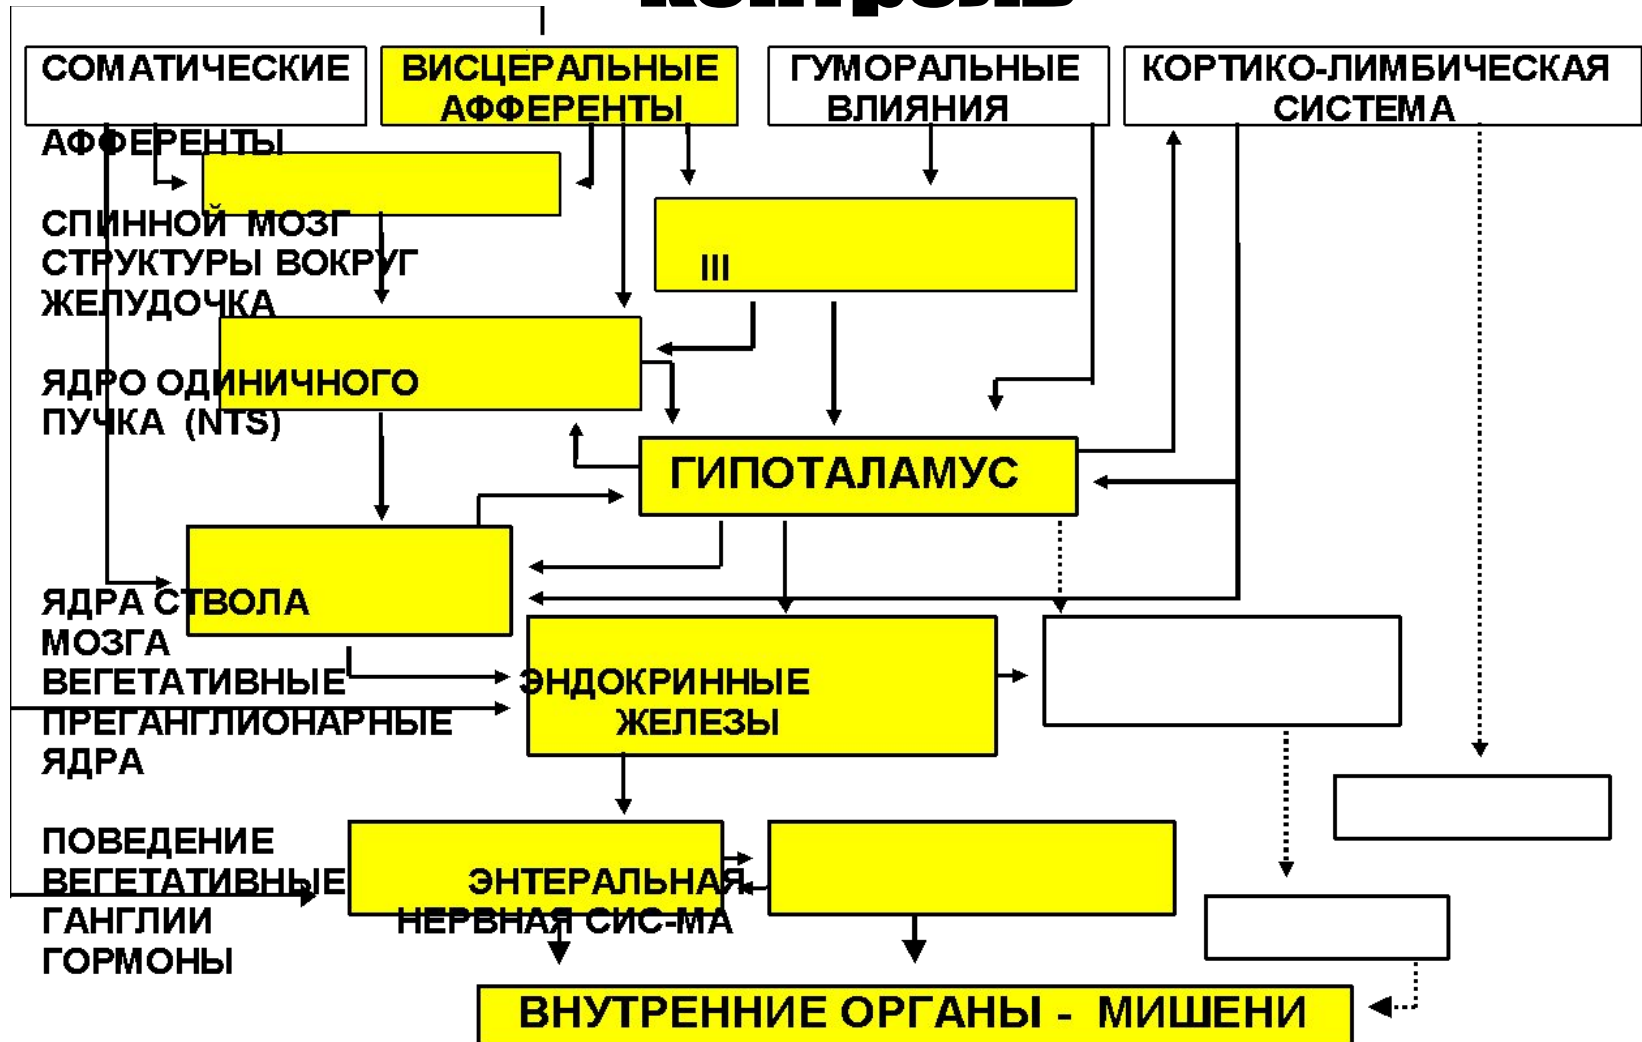 контроль
СОМАТИЧЕСКИЕ
АФФЕРЕНТЫ
ВИСЦЕРАЛЬНЫЕ
АФФЕРЕНТЫ
ГУМОРАЛЬНЫЕ
ВЛИЯНИЯ
КОРТИКО-ЛИМБИЧЕСКАЯ
СИСТЕМА
СПИННОЙ МОЗГ
СТРУКТУРЫ ВОКРУГ
III
ЖЕЛУДОЧКА
ЯДРО ОДИНИЧНОГО
ПУЧКА (NTS)
ГИПОТАЛАМУС
ЯДРА СТВОЛА
МОЗГА
ВЕГЕТАТИВНЫЕ
ПРЕГАНГЛИОНАРНЫЕ
ЯДРА
ЭНДОКРИННЫЕ
ЖЕЛЕЗЫ
ПОВЕДЕНИЕ
ВЕГЕТАТИВНЫЕ
ГАНГЛИИ
ГОРМОНЫ
ЭНТЕРАЛЬНАЯ
НЕРВНАЯ СИС-МА
ВНУТРЕННИЕ ОРГАНЫ - МИШЕНИ